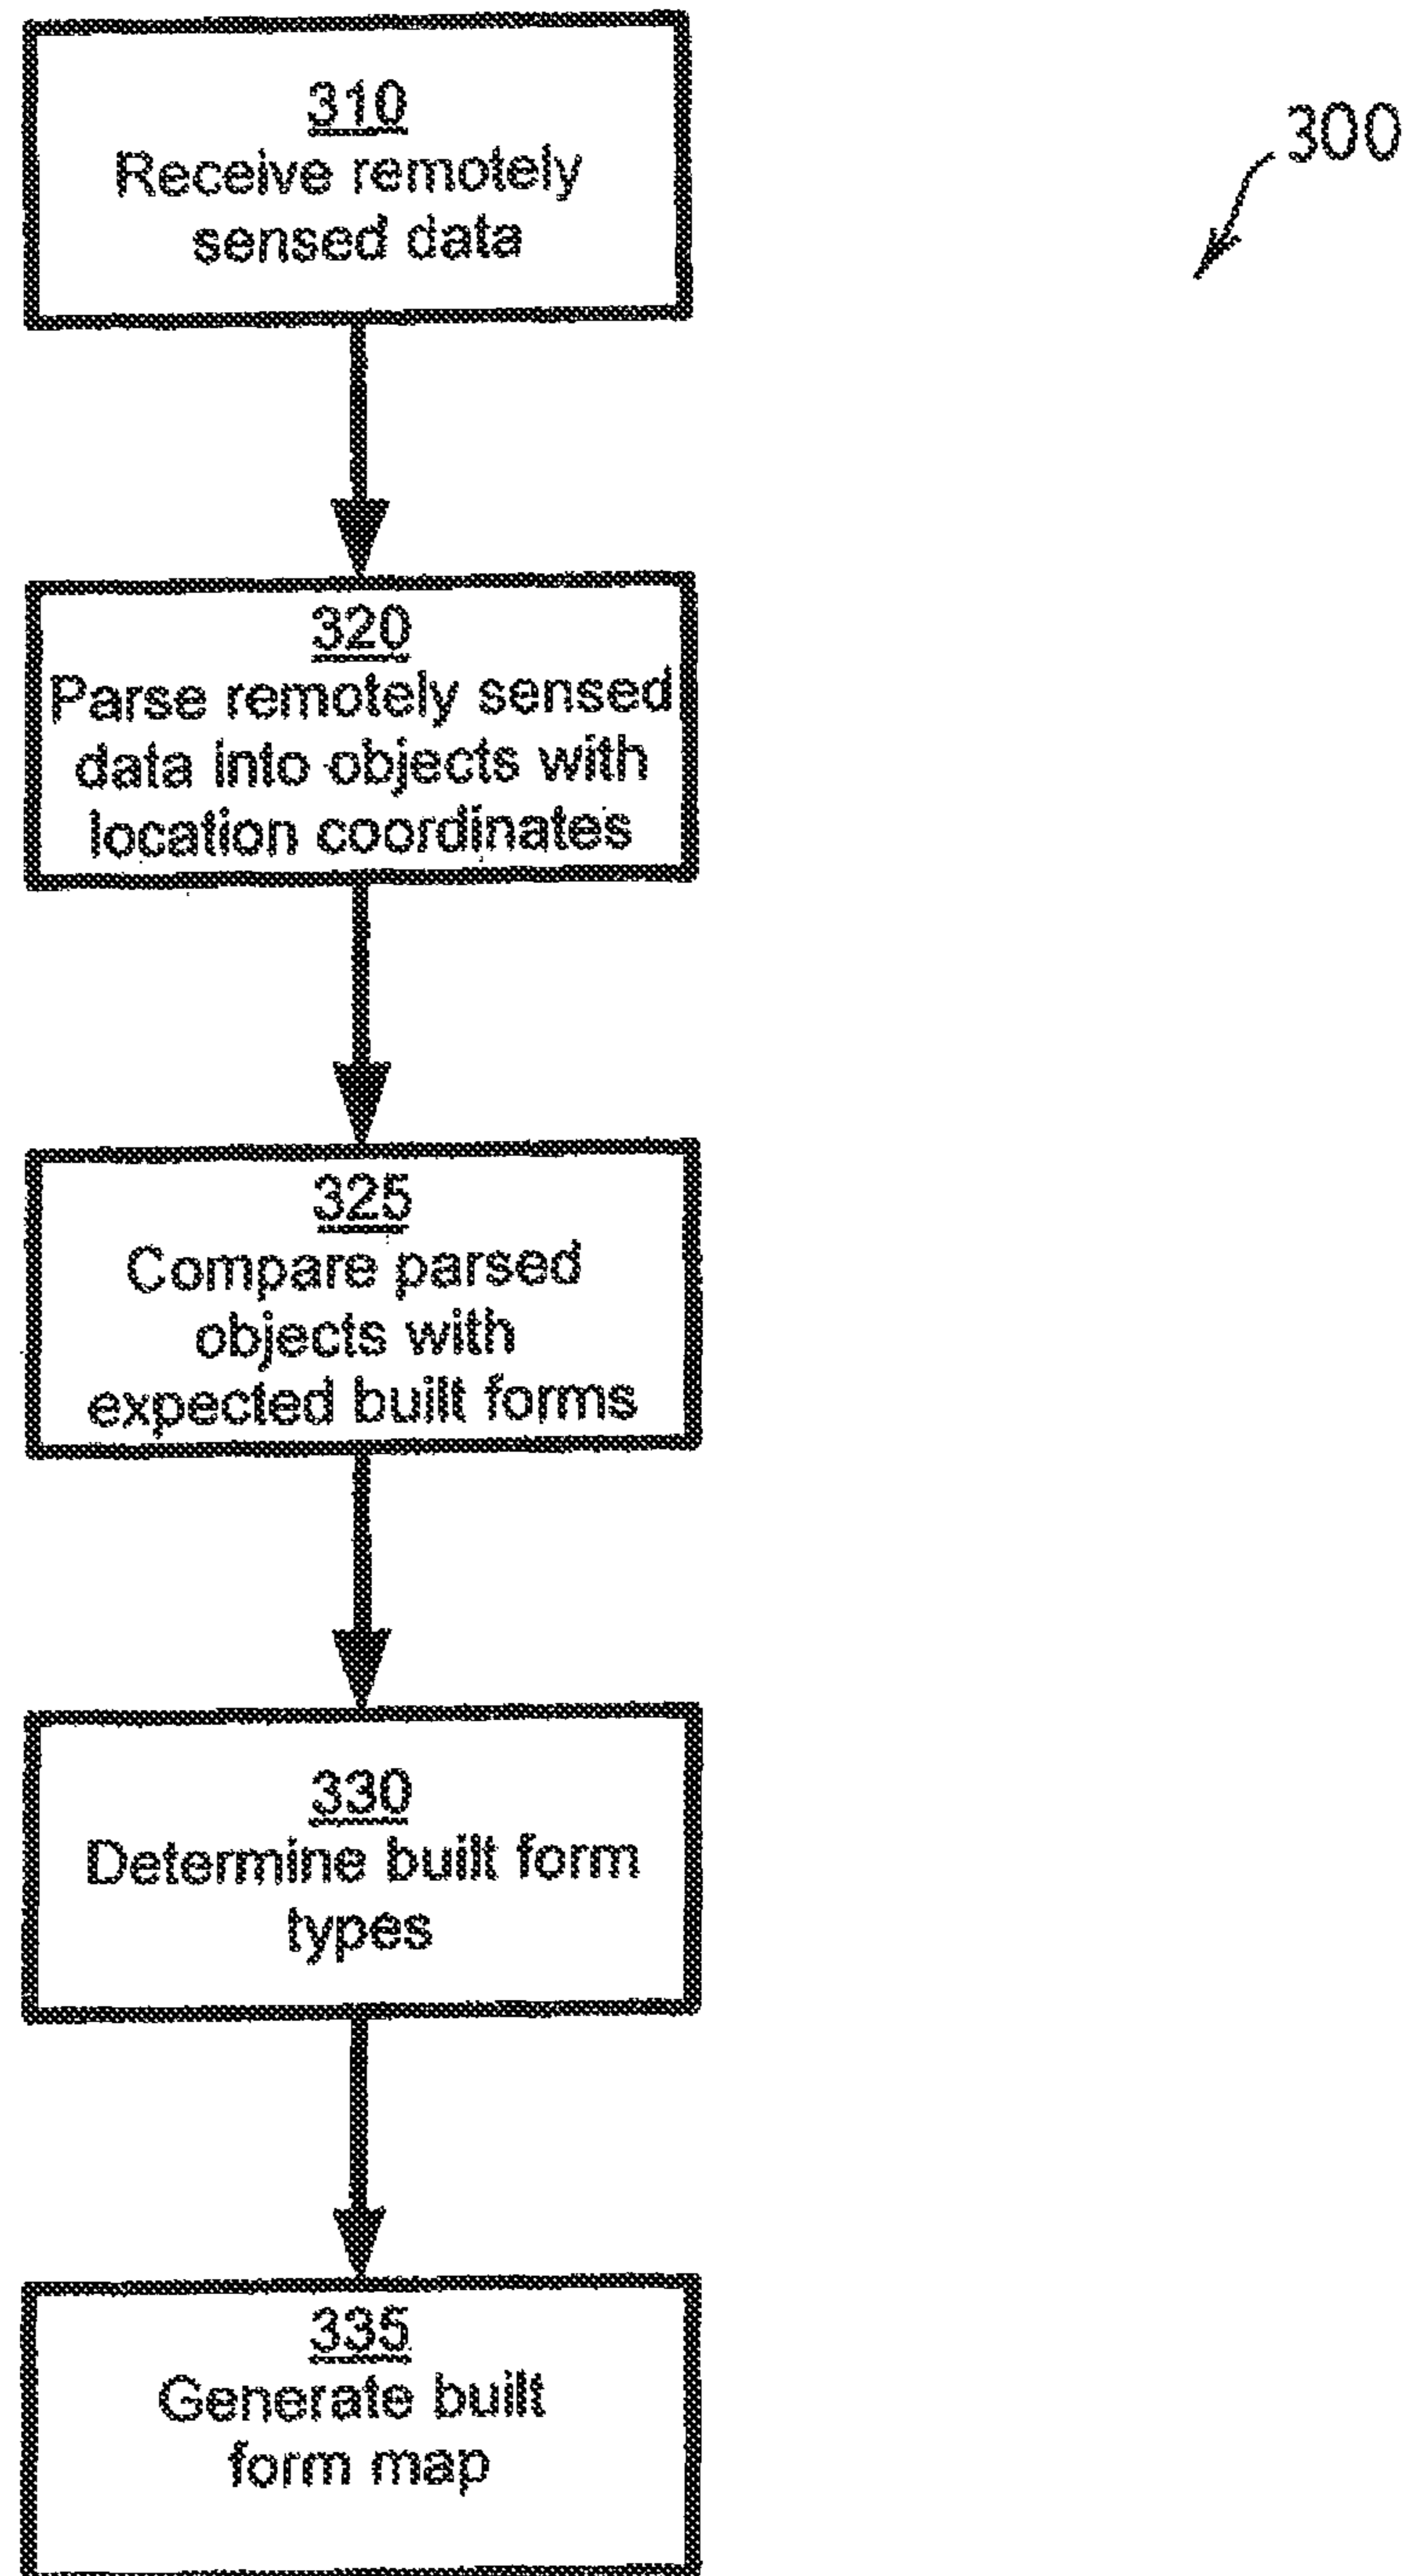 310
Receive remotely
sensed data
300
320
Parse remotely sensed
data into objects with
location coordinates
325
Compare parsed
objects with
expected built forms
330
Determine built form
types
335
Generate built
form map